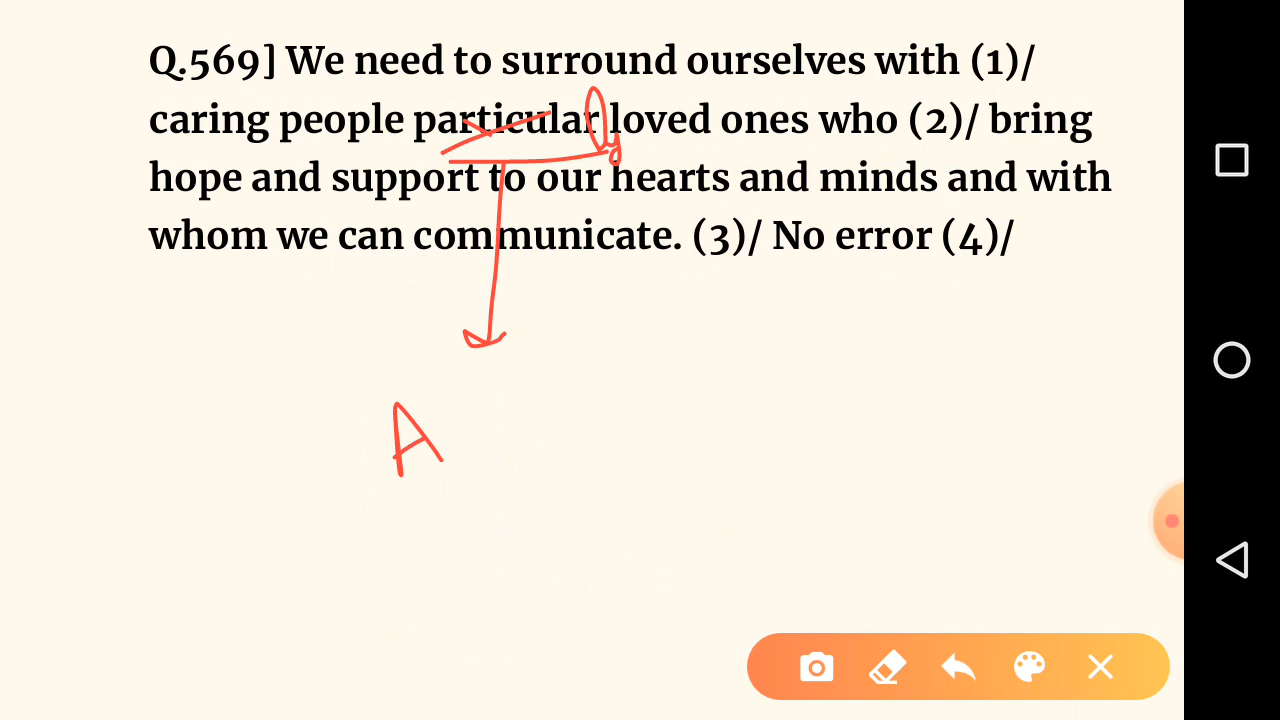 Q.569] We need to surround ourselves with (1)/
caring people particularly loved ones who (2)/ bring
hope and support to our hearts and minds and with
whom we can communicate. (3)/ No error (4)/
A